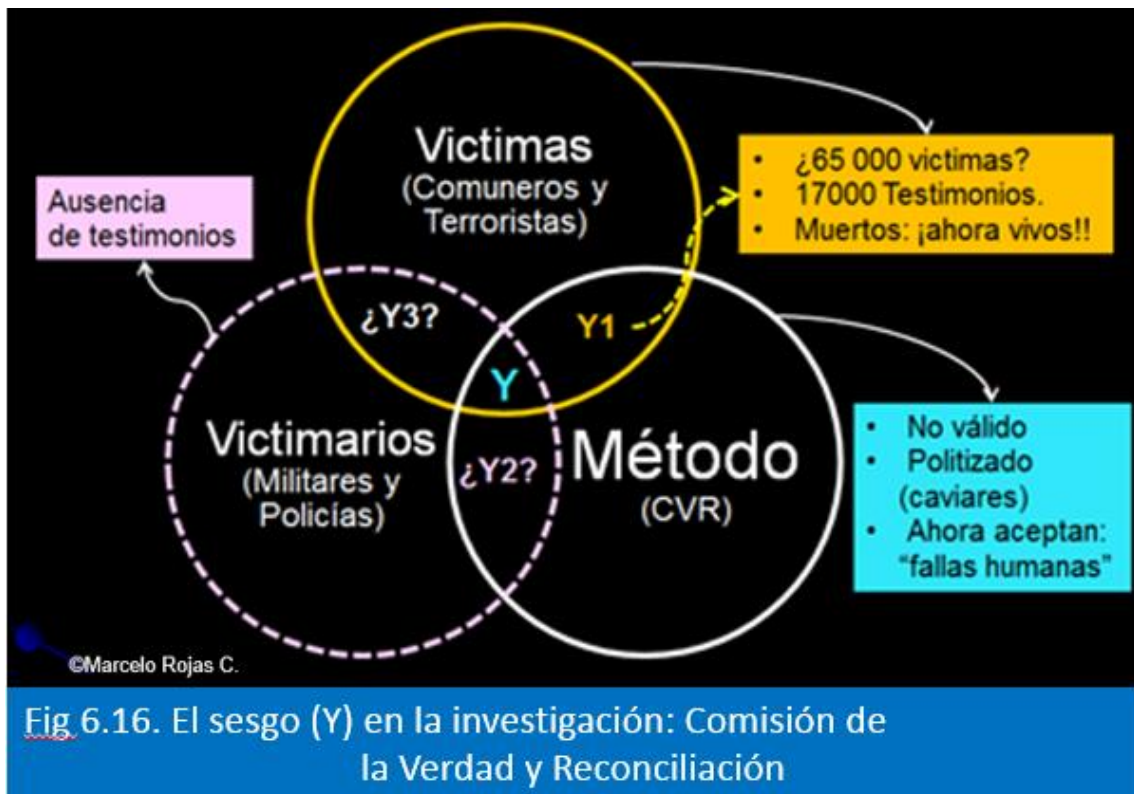 Victimas
(Comuneros y
Terroristas)
• ¿65 000 victimas?
• 17000 Testimonios.
• Muertos: ¡ahora vivos!!
Ausencia
de testimonios
¿Y3?
Y1
Y
Victimarios
(Militares y
Policías)
¿Y2?
Método
(CVR)
• No válido
• Politizado
(caviares)
• Ahora aceptan:
"fallas humanas"
©Marcelo Rojas C.
Fig 6.16. El sesgo (Y) en la investigación: Comisión de
la Verdad y Reconciliación